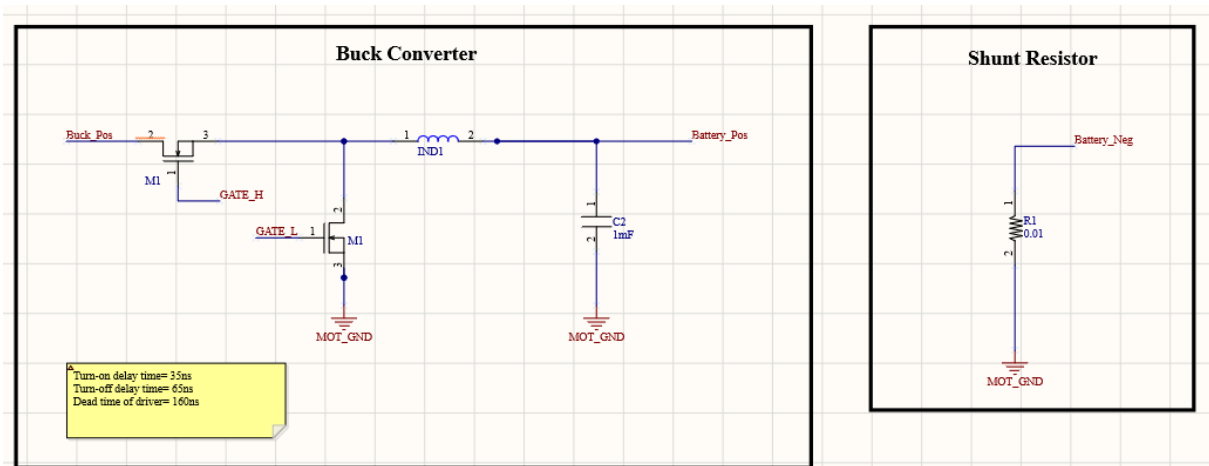 Buck Converter
Buck_Pos
2
3
M1
1
GATE_H
1
2
IND1
Battery_Pos
GATE_L
1
2
M1
3
MOT_GND
1
C2
1mF
2
MOT_GND
Turn-on delay time= 35ns
Turn-off delay time= 65ns
Dead time of driver= 160ns
Shunt Resistor
Battery_Neg
1
R1
0.01
2
MOT_GND